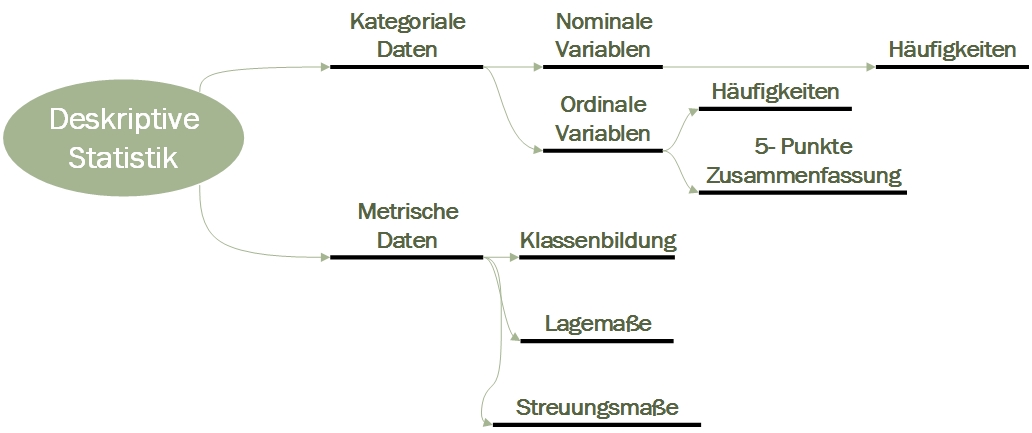 Deskriptive
Statistik
Kategoriale
Daten
Nominale
Variablen
Häufigkeiten
Ordinale
Variablen
Häufigkeiten
5- Punkte
Zusammenfassung
Metrische
Daten
Klassenbildung
Lagemaße
Streuungsmaße